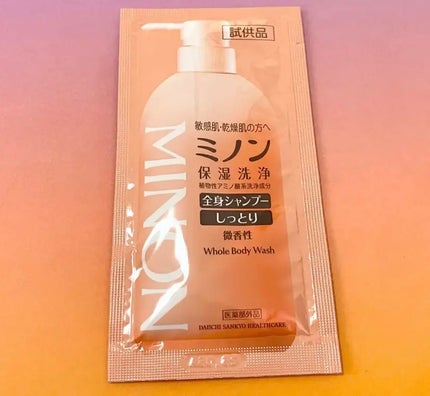 試供品
敏感肌・乾燥肌の方へ
ミノン
保湿洗浄
植物性アミノ酸系洗浄成分
全身シャンプー
しっとり
微香性
Whole Body Wash
医薬部外品
DAIICHI SANKYO HEALTHCARE
MINON